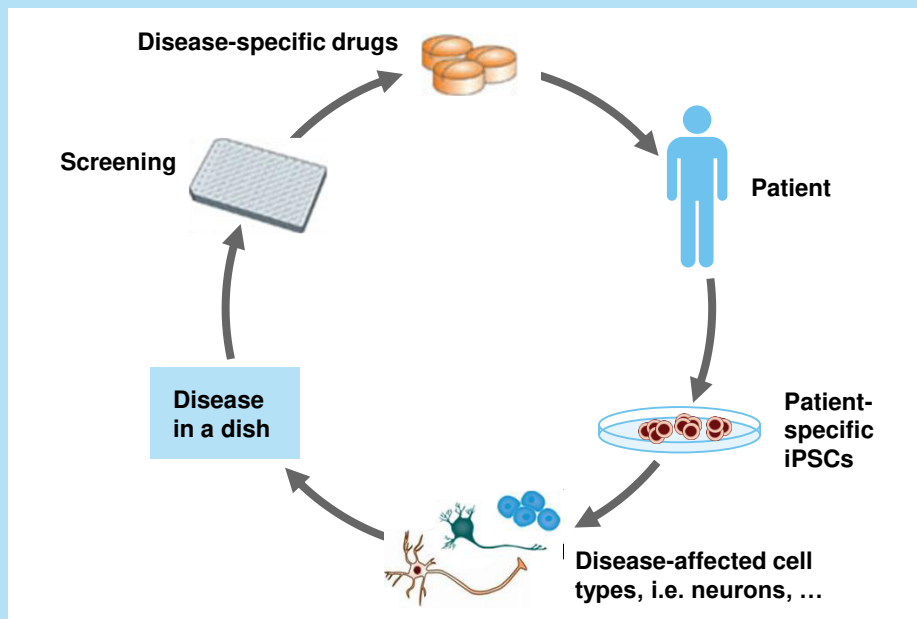 Disease-specific drugs
Screening
Patient
Disease
in a dish
Patient-
specific
iPSCs
Disease-affected cell
types, i.e. neurons, …